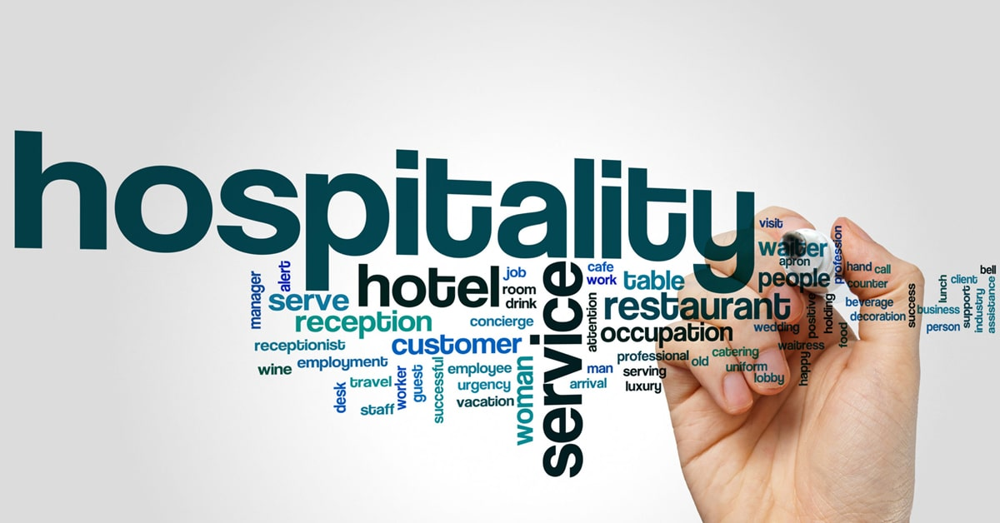 hospitality
visit
waiter
apron
profession
people
hand
call
counter
bell
client
lunch
manager
alert
serve
hotel
job
room
drink
service
cafe
work
table
restaurant
attention
occupation
positive
holding
beverage
decoration
success
business
support
industry
assistance
person
reception
concierge
wedding
food
receptionist
customer
waitress
happy
wine
employment
employee
woman
man
professional
serving
old
catering
uniform
lobby
desk
travel
worker
guest
successful
urgency
arrival
luxury
staff
vacation